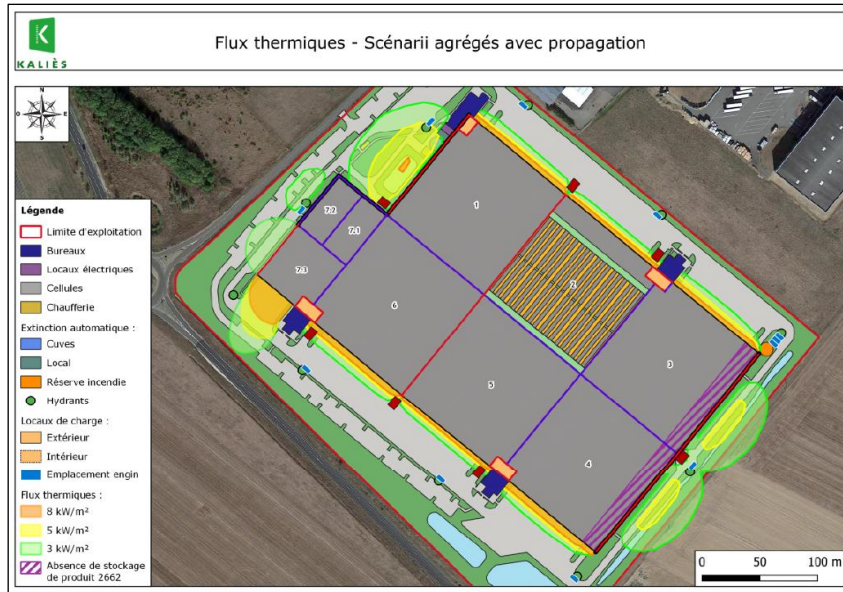 KALIÈS
Flux thermiques - Scénarii agrégés avec propagation
N
O
E
S
Légende
Limite d'exploitation
Bureaux
Locaux électriques
Cellules
Chaufferie
Extinction automatique :
Cuves
Local
Réserve incendie
Hydrants
Locaux de charge :
Extérieur
Intérieur
Emplacement engin
Flux thermiques :
8 kW/m²
5 kW/m²
3 kW/m²
Absence de stockage
de produit 2662
1
7.2
7.1
2
7.3
6
3
5
4
0 50 100 m